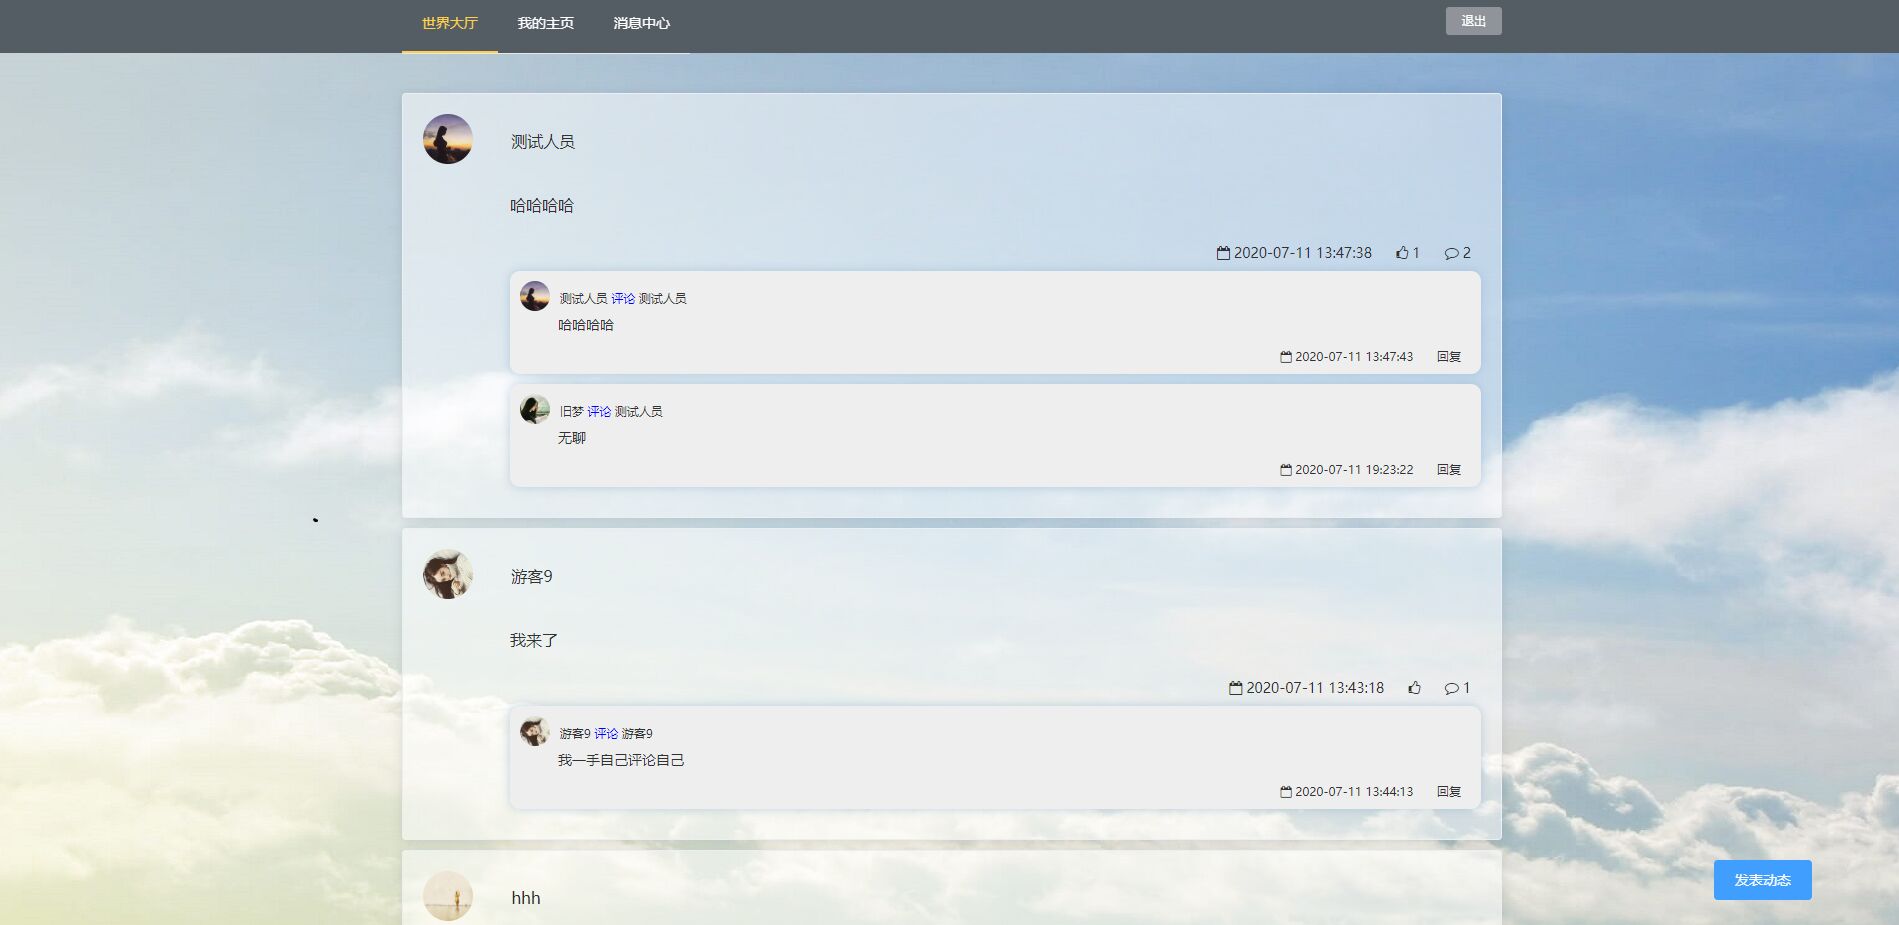 世界大厅 我的主页 消息中心 退出
测试人员
哈哈哈哈
2020-07-11 13:47:38 1 2
测试人员 评论 测试人员
哈哈哈哈
2020-07-11 13:47:43 回复
旧梦 评论 测试人员
无聊
2020-07-11 19:23:22 回复
游客9
我来了
2020-07-11 13:43:18 1
游客9 评论 游客9
我一手自己评论自己
2020-07-11 13:44:13 回复
hhh
发表动态